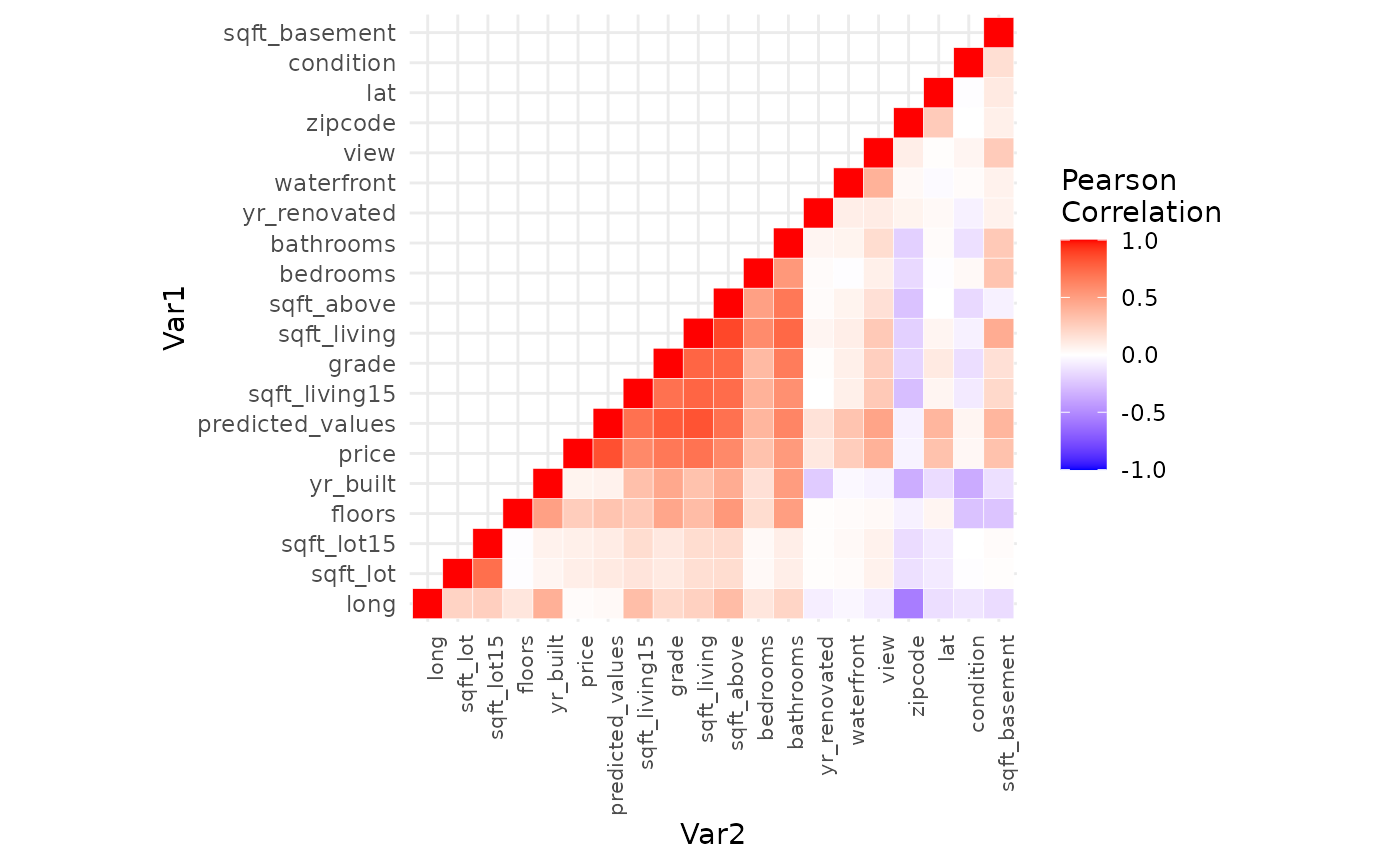 sqft_basement
condition
lat
zipcode
view
waterfront
yr_renovated
bathrooms
bedrooms
sqft_above
sqft_living
grade
sqft_living15
predicted_values
price
yr_built
floors
sqft_lot15
sqft_lot
long
Var1
long
sqft_lot
sqft_lot15
floors
yr_built
price
predicted_values
sqft_living15
grade
sqft_living
sqft_above
bedrooms
bathrooms
yr_renovated
waterfront
view
zipcode
lat
condition
sqft_basement
Var2
Pearson
Correlation
1.0
0.5
0.0
-0.5
-1.0